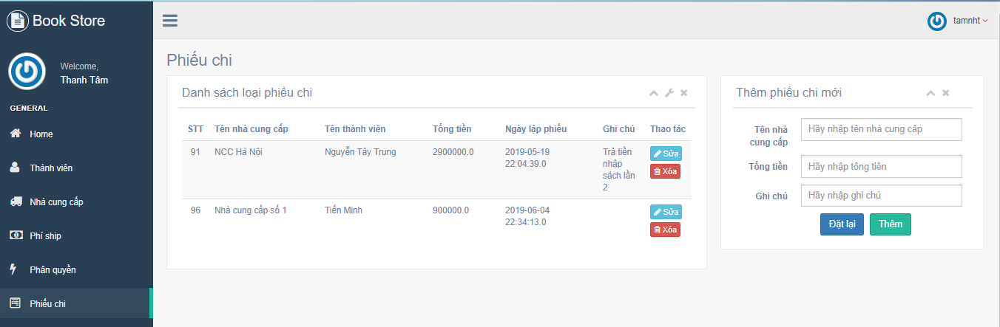 Book Store
tamnht
Welcome,
Thanh Tâm
GENERAL
Home
Thành viên
Nhà cung cấp
Phí ship
Phân quyền
Phiếu chi
Phiếu chi
Danh sách loại phiếu chi
STT Tên nhà cung cấp Tên thành viên Tổng tiền Ngày lập phiếu Ghi chú Thao tác
91 NCC Hà Nội Nguyễn Tây Trung 2900000.0 2019-05-19 Trả tiền Sửa
22:04:39.0 nhập Xóa
sách lần
2
96 Nhà cung cấp số 1 Tiến Minh 900000.0 2019-06-04 Sửa
22:34:13.0 Xóa
Thêm phiếu chi mới
Tên nhà Hãy nhập tên nhà cung câp
cung cấp
Tổng tiền Hãy nhập tông tiên
Ghi chú Hãy nhập ghi chú
Đặt lại Thêm